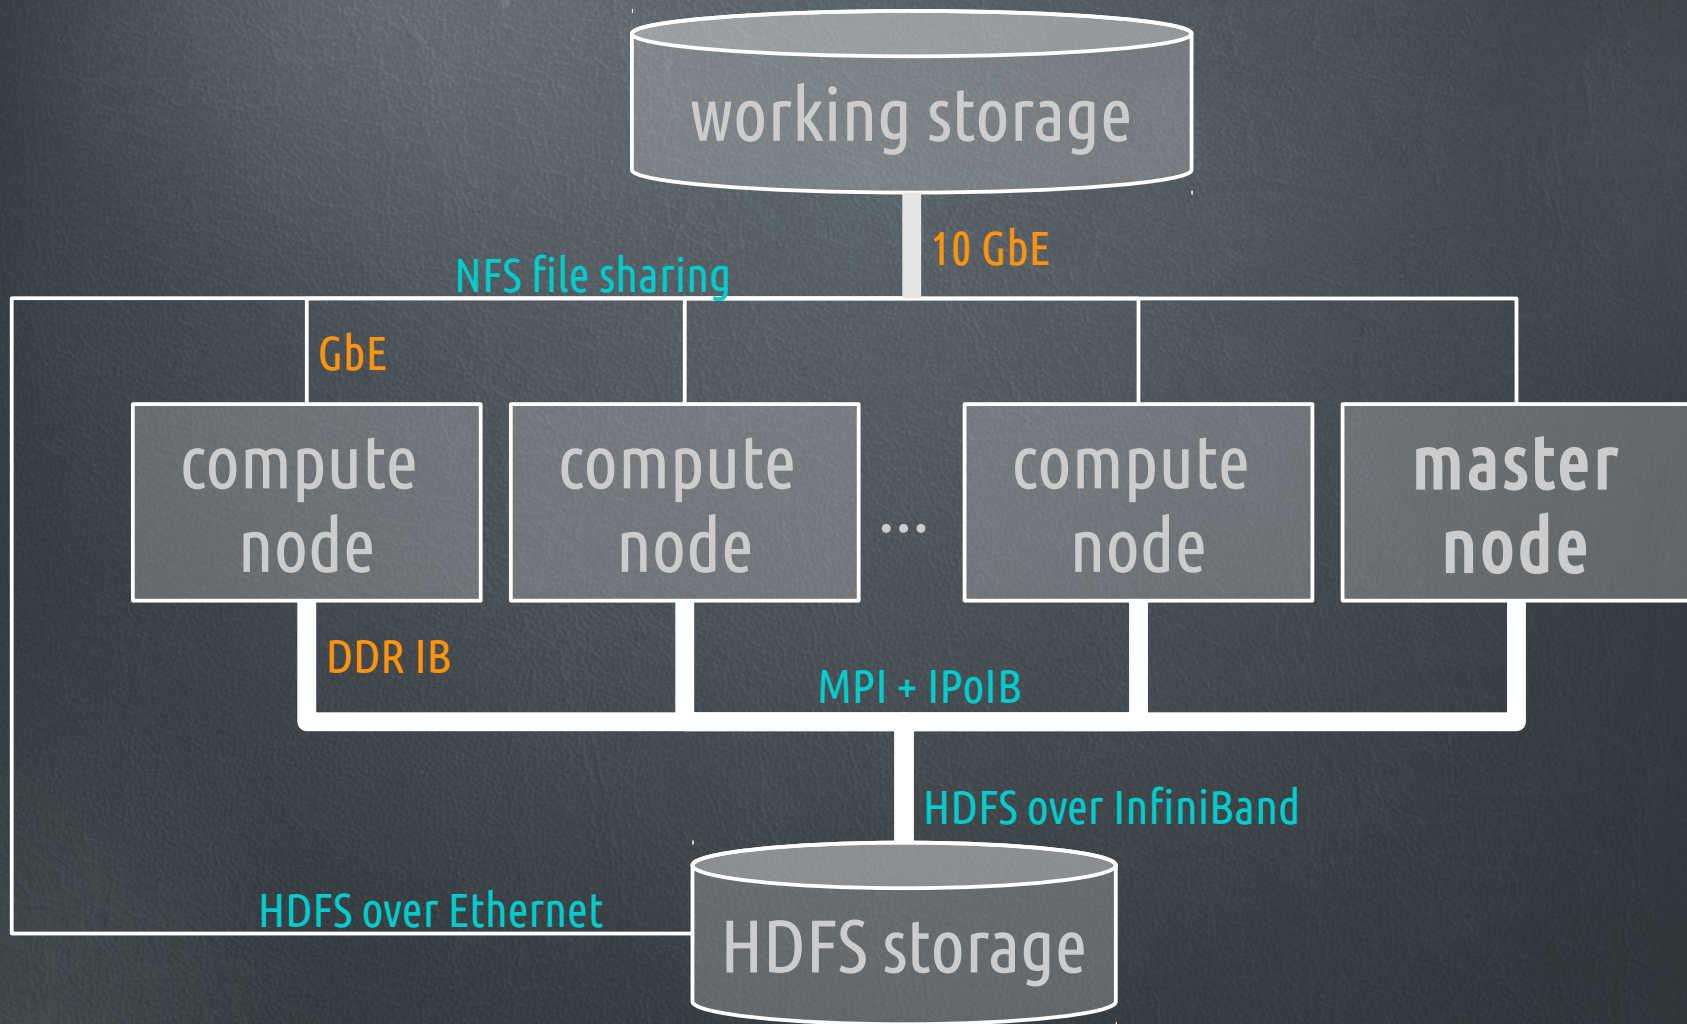 working storage
10 GbE
NFS file sharing
GbE
compute
node
compute
node
...
compute
node
master
node
DDR IB
MPI + IPoIB
HDFS over InfiniBand
HDFS over Ethernet
HDFS storage